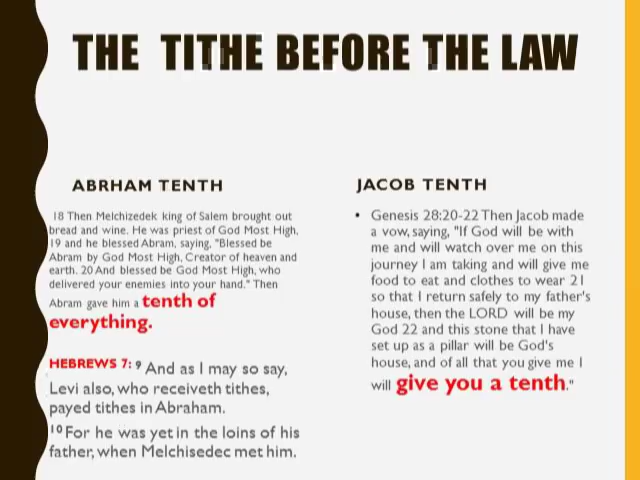 THE TITHE BEFORE THE LAW
ABRHAM TENTH
18 Then Melchizedek king of Salem brought out
bread and wine. He was priest of God Most High,
19 and he blessed Abram, saying, "Blessed be
Abram by God Most High, Creator of heaven and
earth. 20 And blessed be God Most High, who
delivered your enemies into your hand." Then
Abram gave him a tenth of
everything.
HEBREWS 7: 9 And as I may so say,
Levi also, who receiveth tithes,
payed tithes in Abraham.
10 For he was yet in the loins of his
father, when Melchisedec met him.
JACOB TENTH
• Genesis 28:20-22 Then Jacob made
a vow, saying, "If God will be with
me and will watch over me on this
journey I am taking and will give me
food to eat and clothes to wear 21
so that I return safely to my father's
house, then the LORD will be my
God 22 and this stone that I have
set up as a pillar will be God's
house, and of all that you give me I
will give you a tenth."